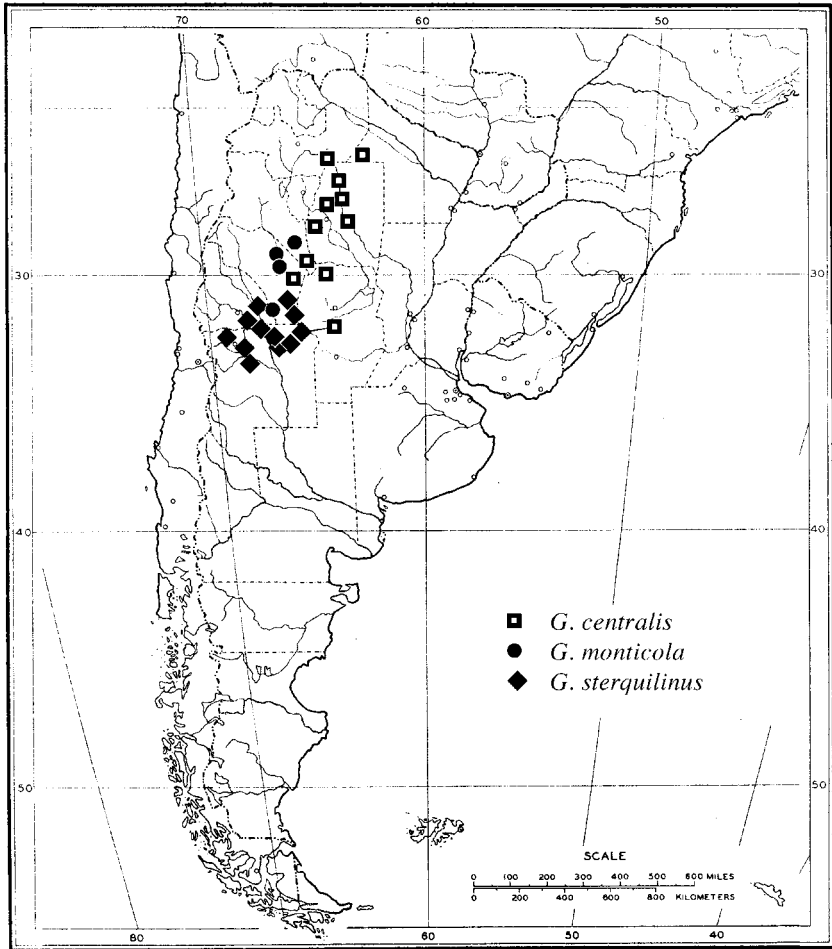 70 60 50
30 30
40 40
G. centralis
G. monticola
G. sterquilinus
50 50
SCALE
0 100 200 300 400 500 600 MILES
0 200 400 600 800 KILOMETERS
80 60 50 40